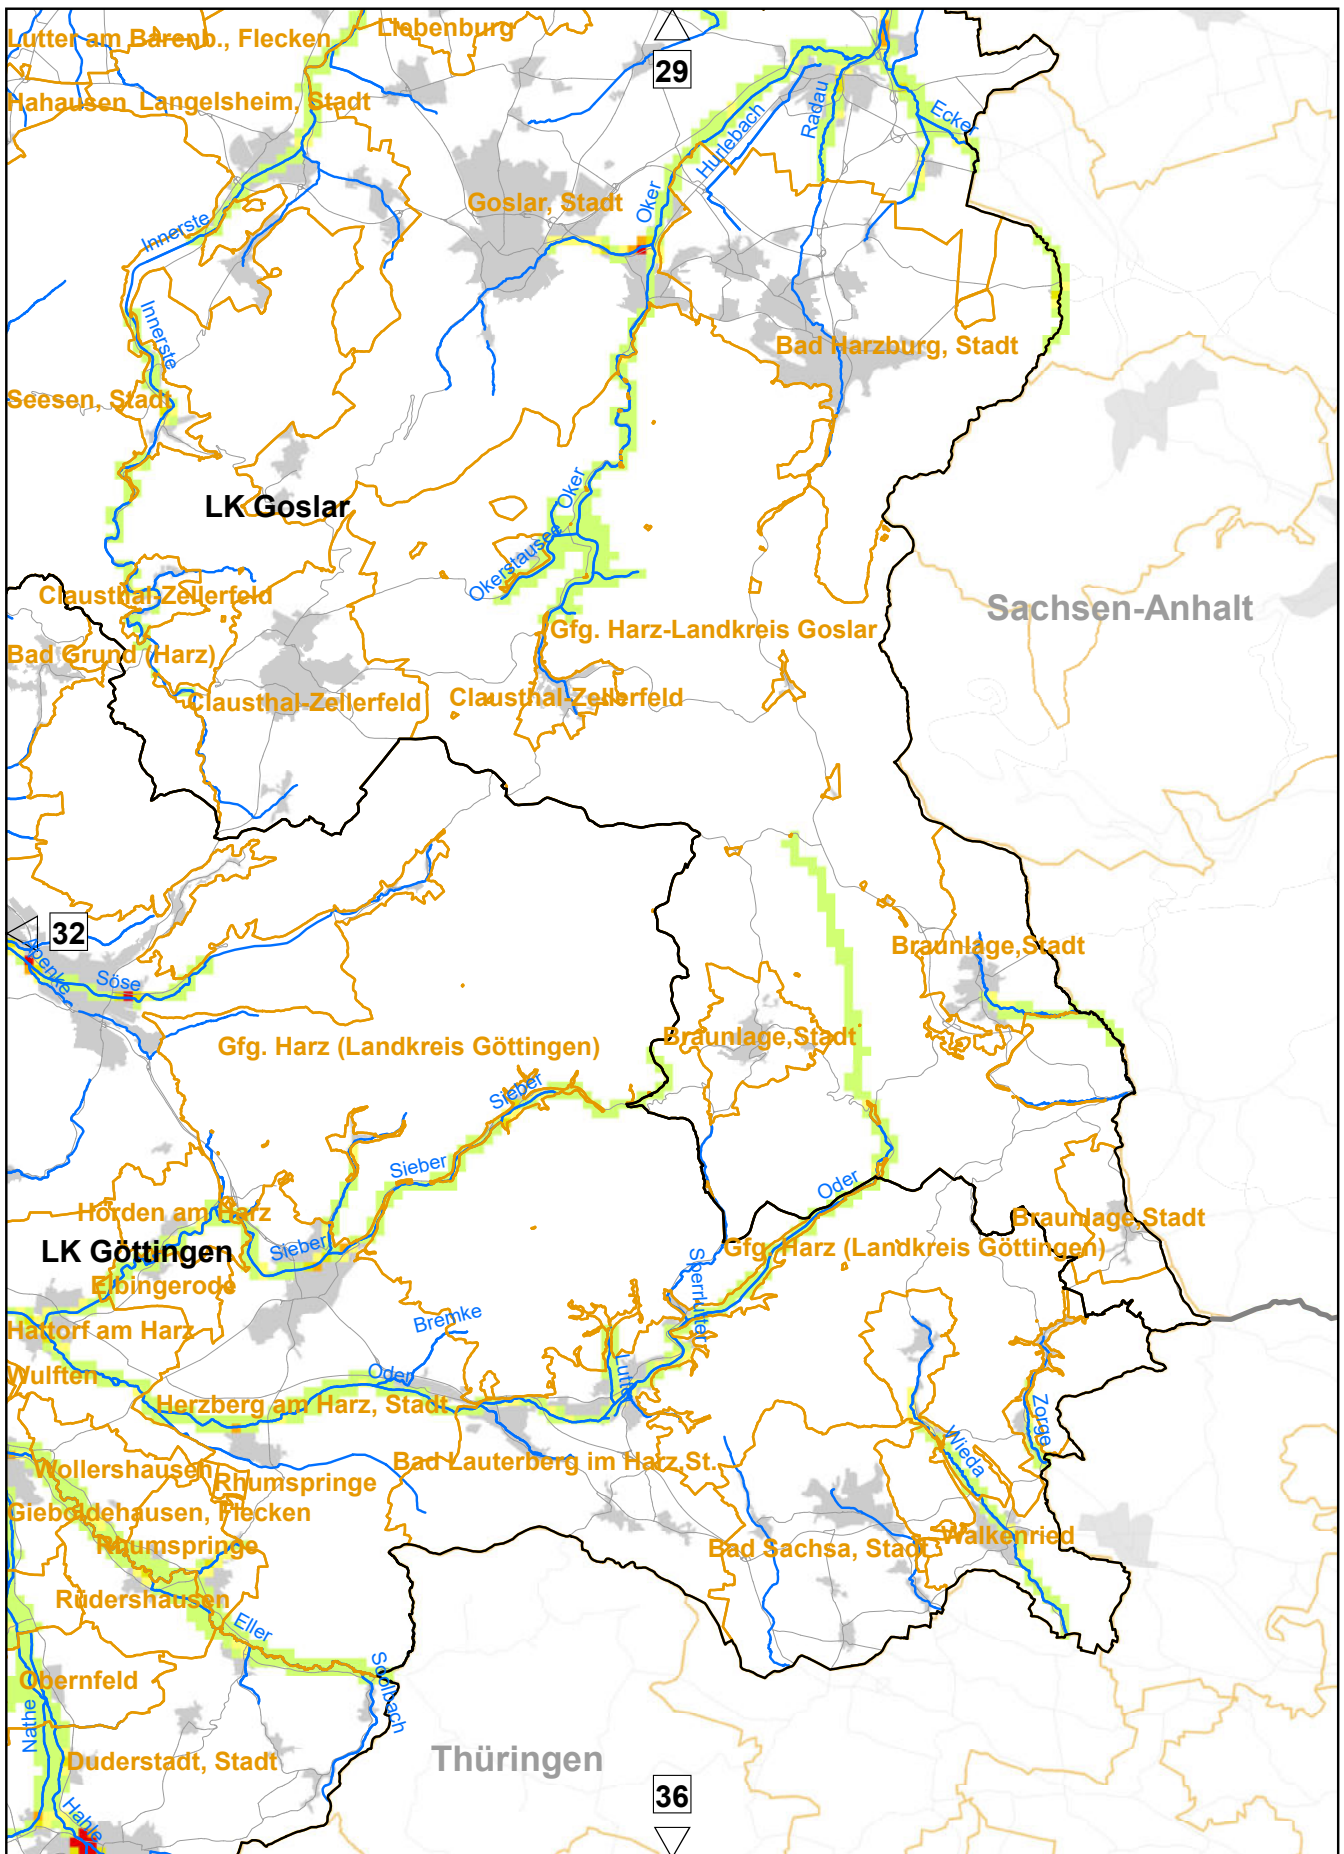 Lutter am Barenb., Flecken
Liebenburg
29
Hahausen
Langelsheim, Stadt
Hurlebach
Radau
Ecker
Innerste
Goslar, Stadt
Oker
Innerste
Bad Harzburg, Stadt
Seesen, Stadt
LK Goslar
Oker
Okerstausee
Clausthal-Zellerfeld
Sachsen-Anhalt
Gfg. Harz-Landkreis Goslar
Bad Grund (Harz)
Clausthal-Zellerfeld
Clausthal-Zellerfeld
32
Braunlage,Stadt
Söse
Braunlage,Stadt
Gfg. Harz (Landkreis Göttingen)
Sieber
Sieber
Oder
Hörden am Harz
Braunlage,Stadt
LK Göttingen
Sieber
Gfg. Harz (Landkreis Göttingen)
Sperrlutter
Elbingerode
Bremke
Hattorf am Harz
Wulften
Oder
Lutter
Herzberg am Harz, Stadt
Zorge
Wieda
Bad Lauterberg im Harz,St.
Wollershausen
Rhumspringe
Gieboldehausen, Flecken
Rhumspringe
Walkenried
Bad Sachsa, Stadt
Rüdershausen
Eller
Obernfeld
Soolbach
Nathe
Duderstadt, Stadt
Thüringen
36
Hahle